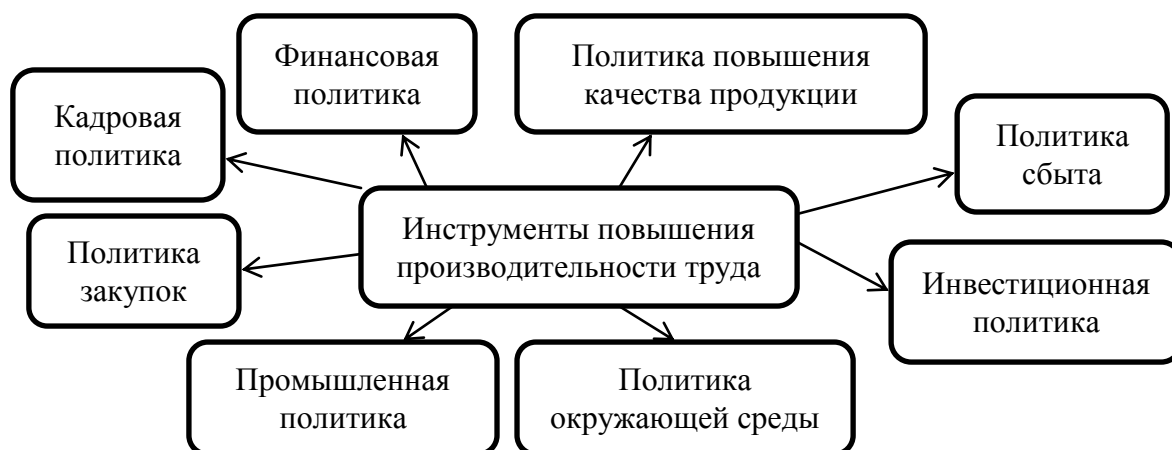 Финансовая
политика
Политика повышения
качества продукции
Кадровая
политика
Политика
сбыта
Инструменты повышения
производительности труда
Политика
закупок
Инвестиционная
политика
Промышленная
политика
Политика
окружающей среды